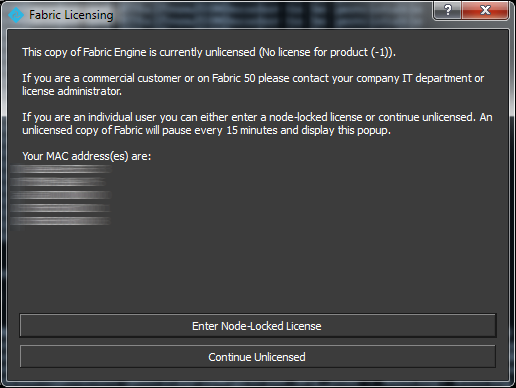 Fabric Licensing
This copy of Fabric Engine is currently unlicensed (No license for product (-1)).
If you are a commercial customer or on Fabric 50 please contact your company IT department or
license administrator.
If you are an individual user you can either enter a node-locked license or continue unlicensed. An
unlicensed copy of Fabric will pause every 15 minutes and display this popup.
Your MAC address(es) are:
Enter Node-Locked License
Continue Unlicensed